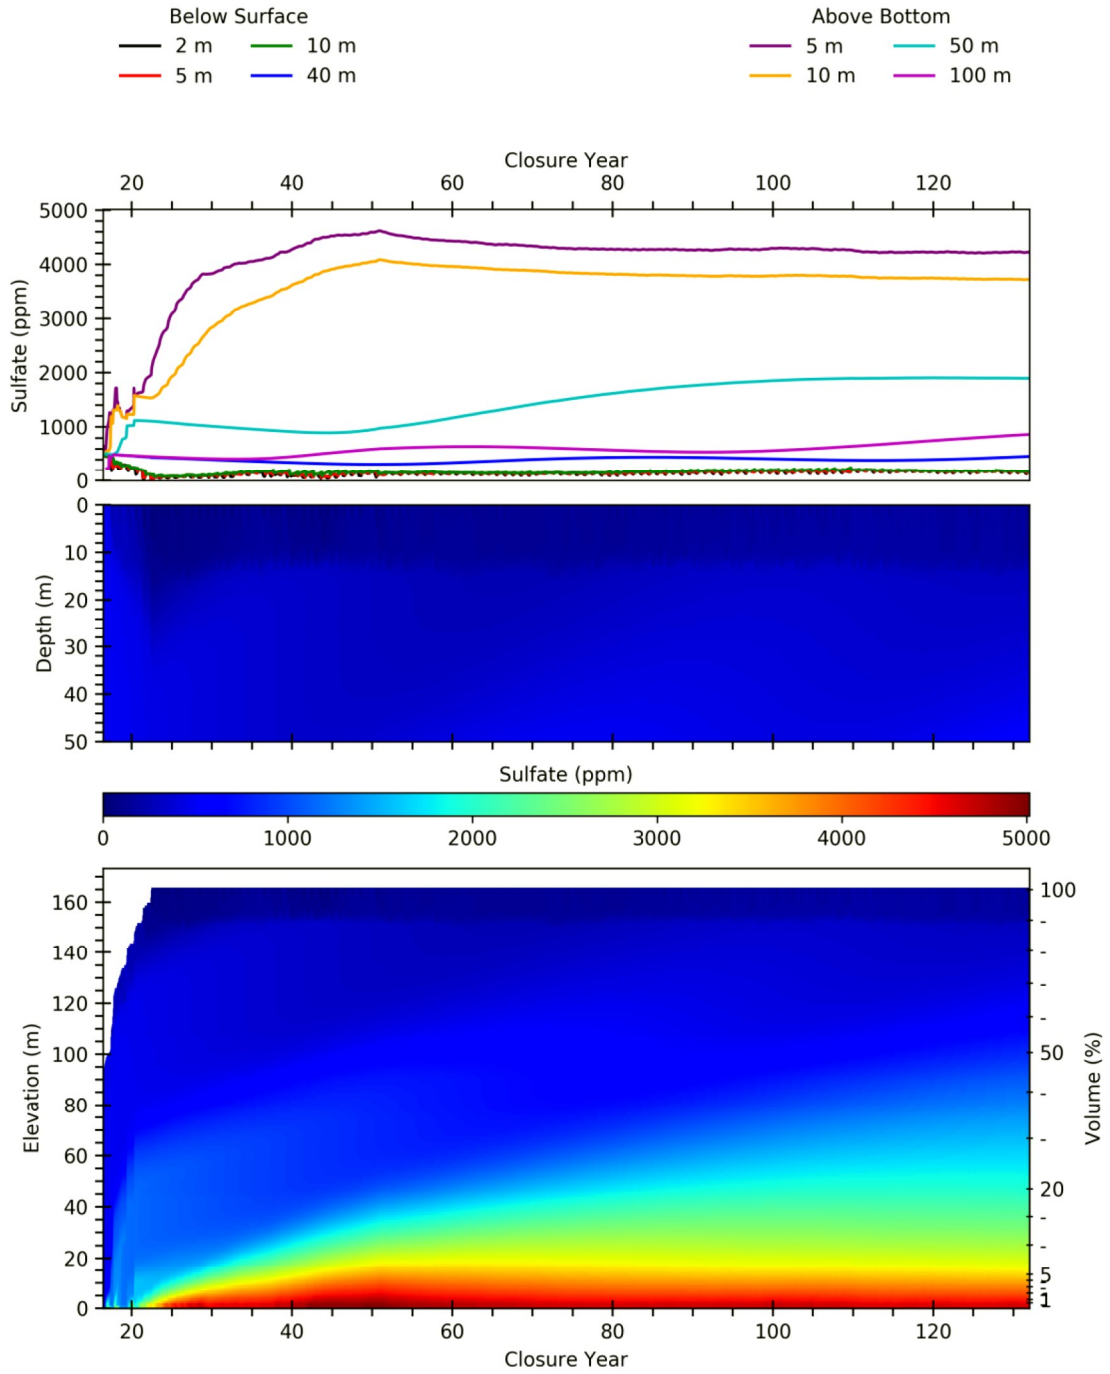 Below Surface
Above Bottom
2 m 10 m
5 m 50 m
5 m 40 m
10 m 100 m
Closure Year
20 40 60 80 100 120
5000
4000
3000
2000
1000
0
Sulfate (ppm)
0
10
20
30
40
50
Depth (m)
Sulfate (ppm)
0 1000 2000 3000 4000 5000
160
140
120
100
80
60
40
20
0
Elevation (m)
100
-
-
-
-
50
-
-
20
-
-
5
1
Volume (%)
20 40 60 80 100 120
Closure Year